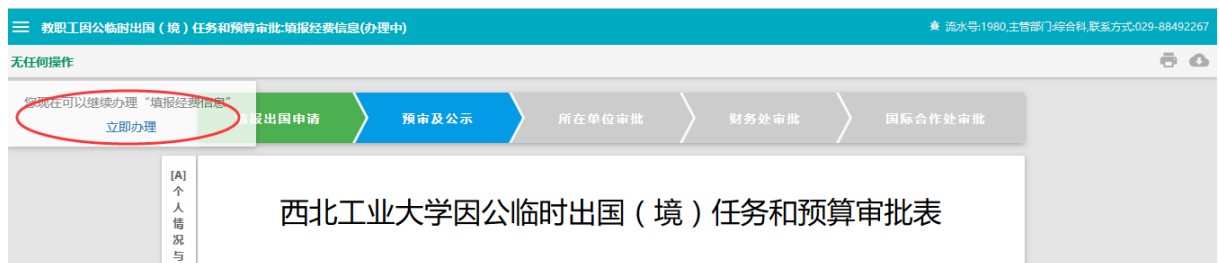 教职工因公临时出国（境）任务和预算审批:填报经费信息(办理中)
流水号:1980,主管部门:综合科,联系方式:029-88492267
无任何操作
您现在可以继续办理“填报经费信息”
立即办理
报出国申请
预审及公示
所在单位审批
财务处审批
国际合作处审批
[A]
个
人
情
况
与
西北工业大学因公临时出国（境）任务和预算审批表